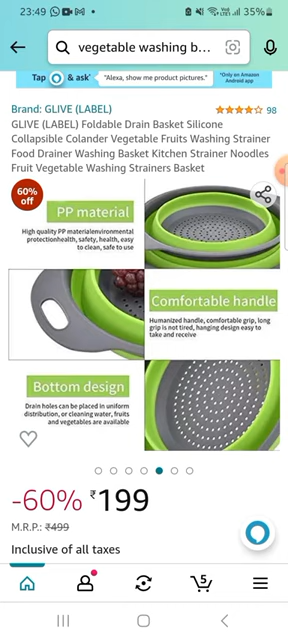 23:49
35%
vegetable washing b...
Tap & ask* "Alexa, show me product pictures." *Only on Amazon
Android app
Brand: GLIVE (LABEL) 98
GLIVE (LABEL) Foldable Drain Basket Silicone
Collapsible Colander Vegetable Fruits Washing Strainer
Food Drainer Washing Basket Kitchen Strainer Noodles
Fruit Vegetable Washing Strainers Basket
60%
off
PP material
High quality PP materialenvironmental
protectionhealth, safety, health, easy
to clean, safe to use
Comfortable handle
Humanized handle, comfortable grip, long
grip is not tired, hanging design easy to
take and receive
Bottom design
Drain holes can be placed in uniform
distribution, or cleaning water, fruits
and vegetables are available
-60% ₹199
M.R.P.: ₹499
Inclusive of all taxes
5